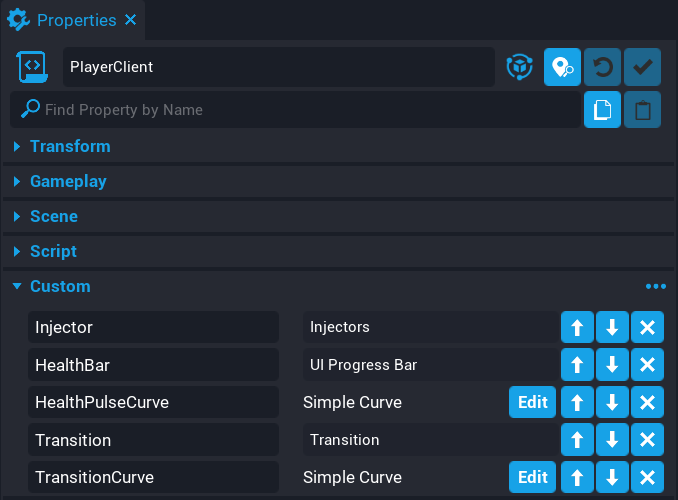 Properties
PlayerClient
Find Property by Name
Transform
Gameplay
Scene
Script
Custom
Injector Injectors
HealthBar UI Progress Bar
HealthPulseCurve Simple Curve Edit
Transition Transition
TransitionCurve Simple Curve Edit